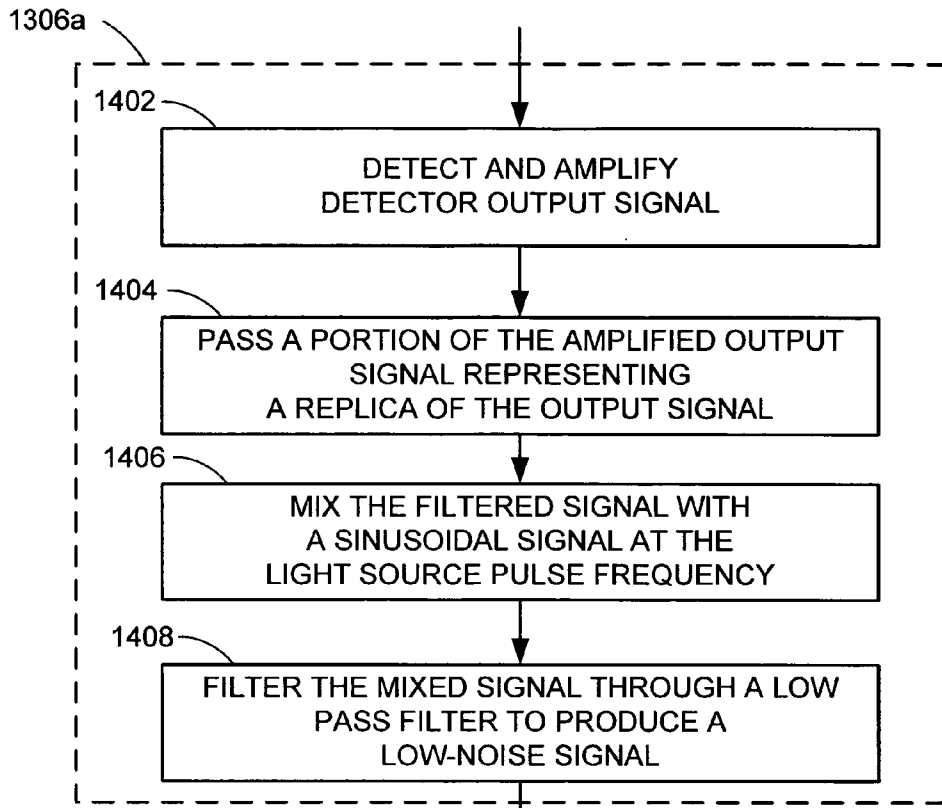 1306a
1402
DETECT AND AMPLIFY
DETECTOR OUTPUT SIGNAL
1404
PASS A PORTION OF THE AMPLIFIED OUTPUT
SIGNAL REPRESENTING
A REPLICA OF THE OUTPUT SIGNAL
1406
MIX THE FILTERED SIGNAL WITH
A SINUSOIDAL SIGNAL AT THE
LIGHT SOURCE PULSE FREQUENCY
1408
FILTER THE MIXED SIGNAL THROUGH A LOW
PASS FILTER TO PRODUCE A
LOW-NOISE SIGNAL